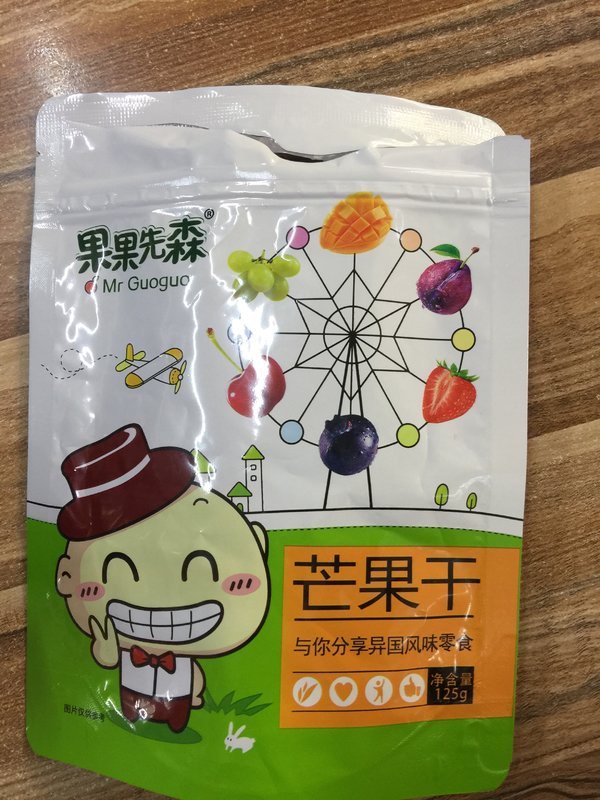 果果先森®
Mr Guoguo
芒果干
与你分享异国风味零食
净含量
125g
图片仅供参考